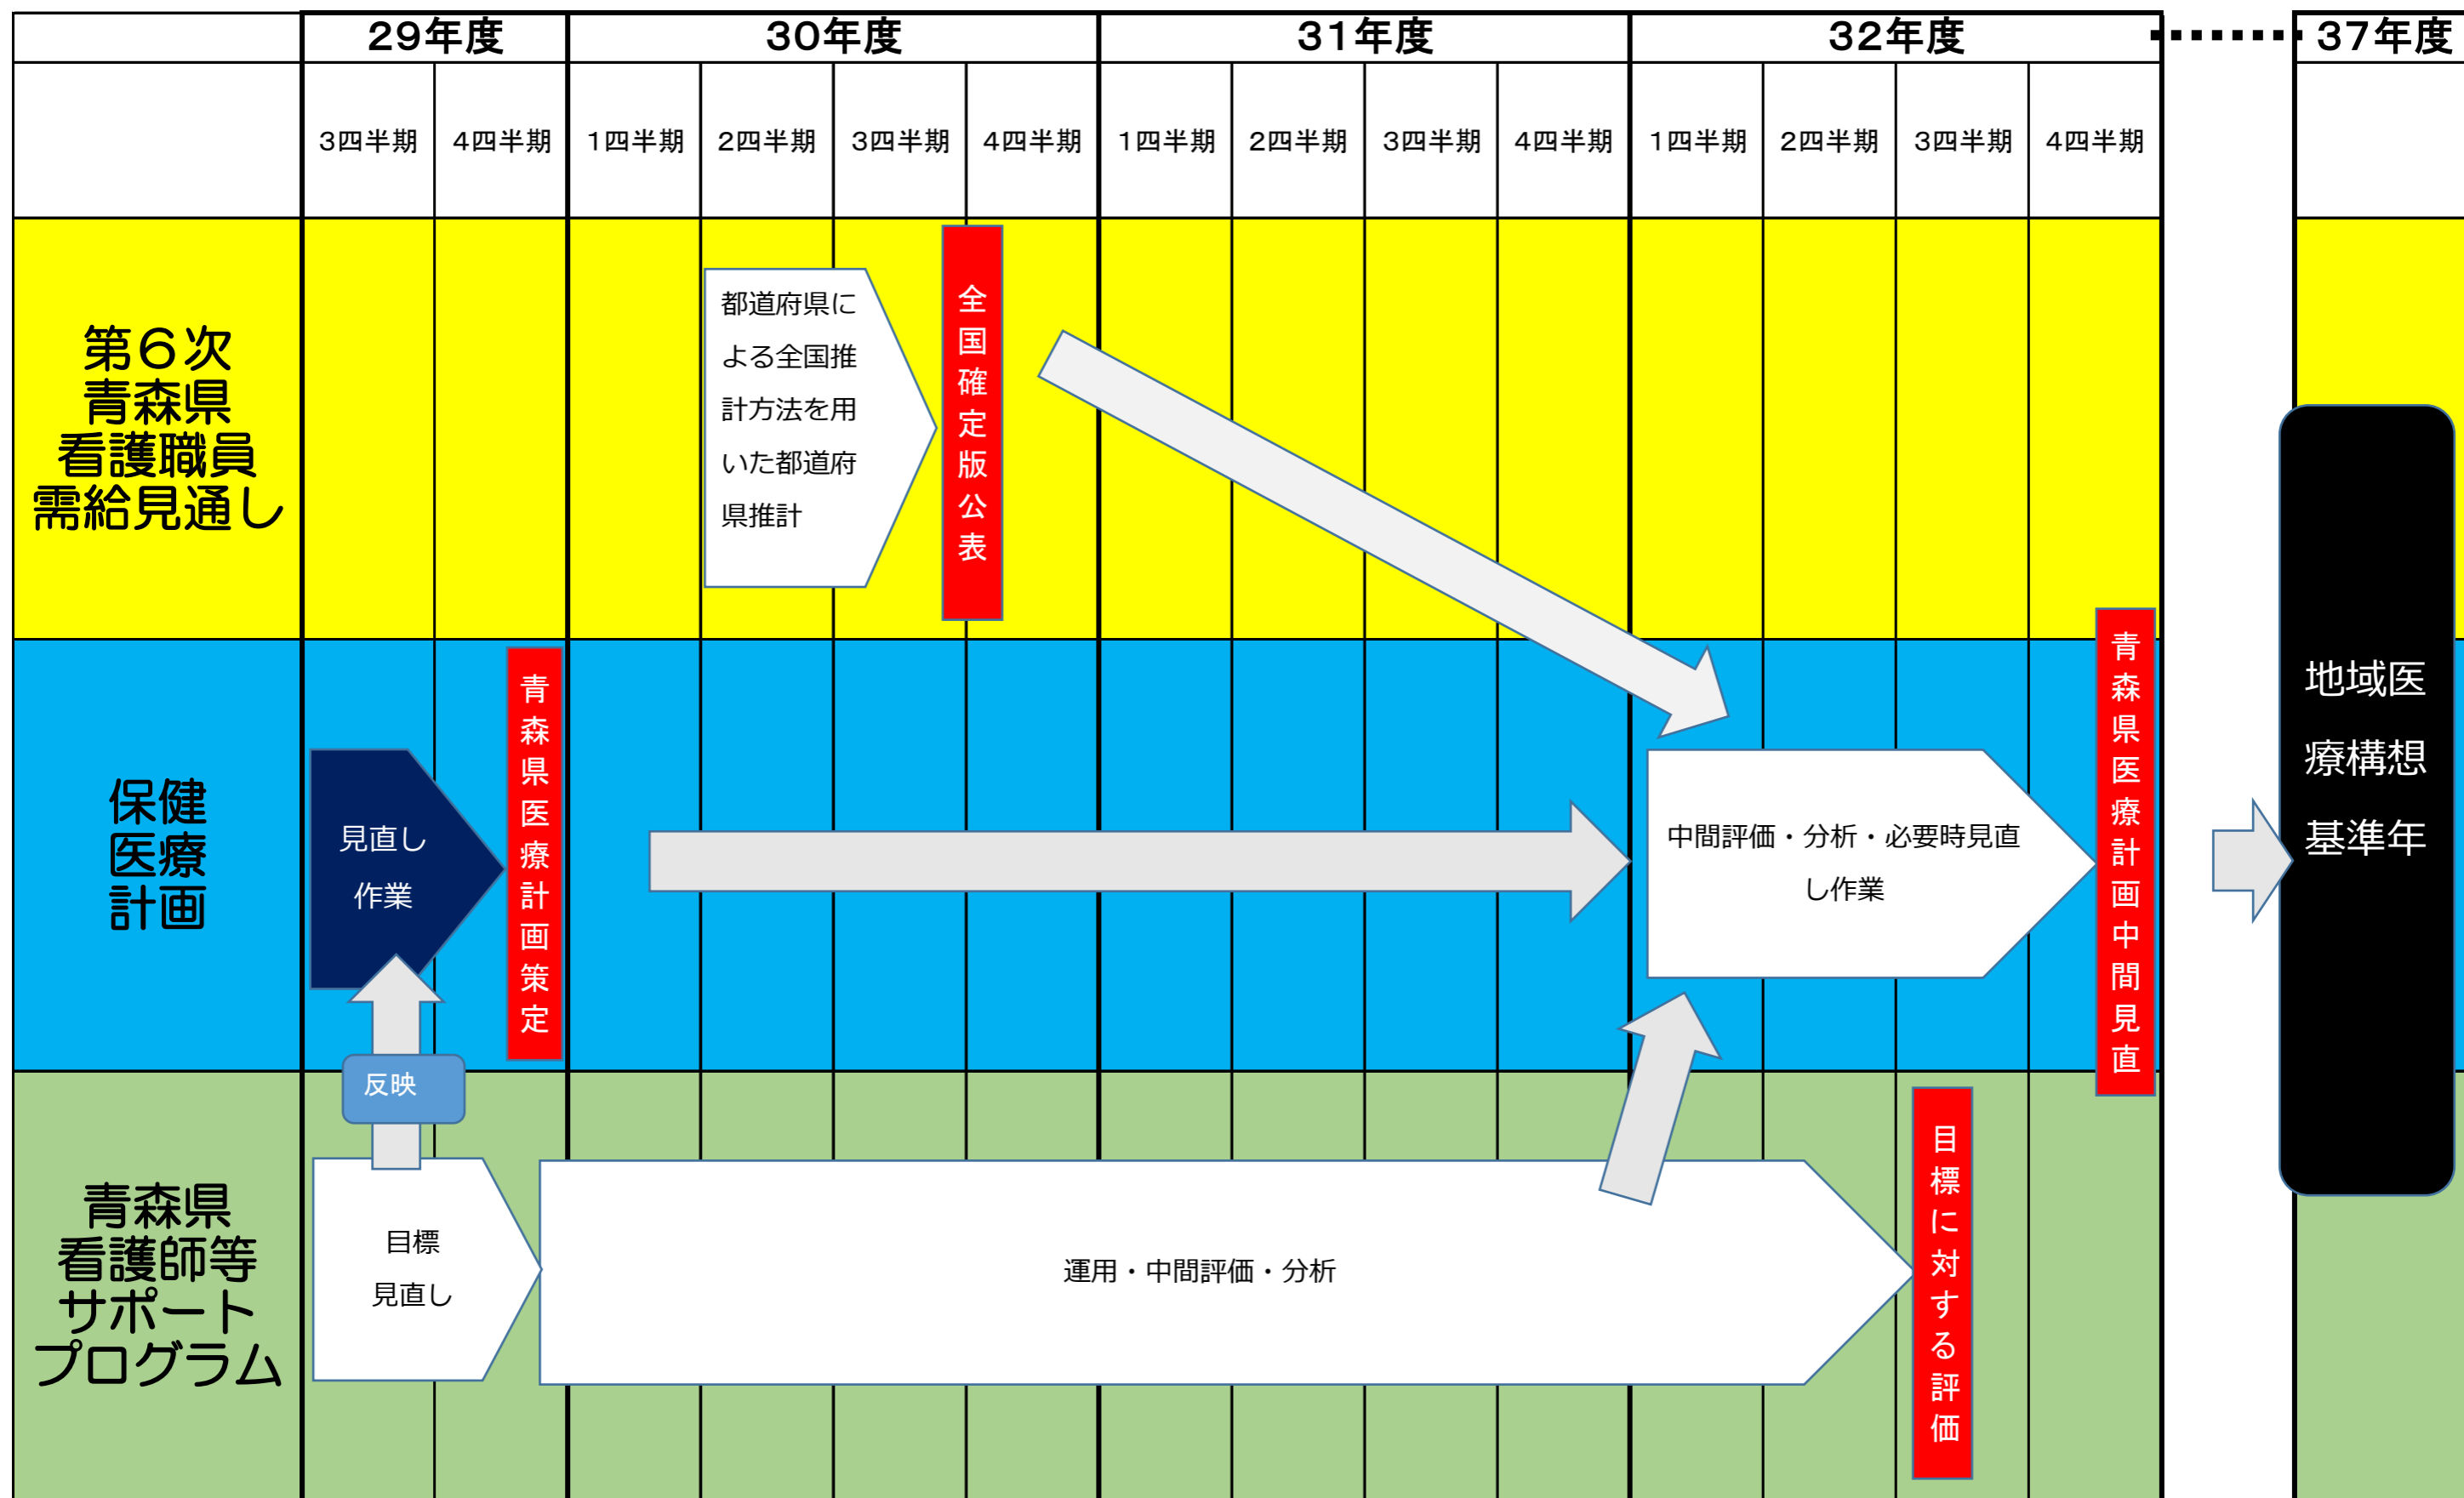 29年度
30年度
31年度
32年度
37年度
3四半期
4四半期
1四半期
2四半期
3四半期
4四半期
1四半期
2四半期
3四半期
4四半期
1四半期
2四半期
3四半期
4四半期
第６次
青森県
看護職員
需給見通し
都道府県に
よる全国推
計方法を用
いた都道府
県推計
全国確定版公表
保健
医療
計画
見直し
作業
青森県医療計画策定
中間評価・分析・必要時見直
し作業
青森県医療計画中間見直
地域医
療構想
基準年
反映
青森県
看護師等
サポート
プログラム
目標
見直し
運用・中間評価・分析
目標に対する評価